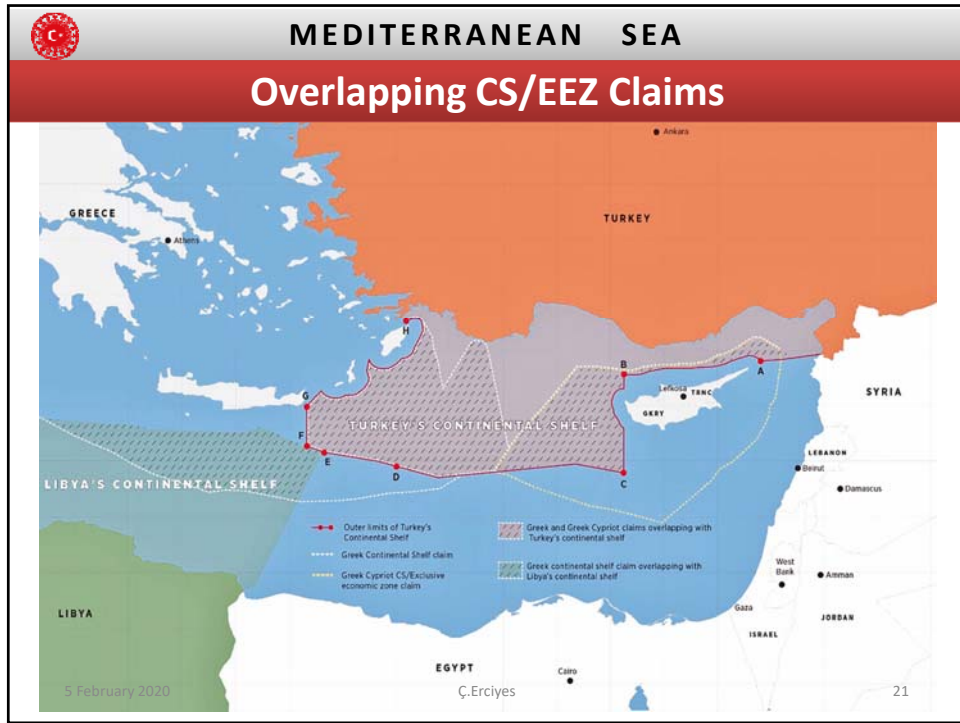 MEDITERRANEAN SEA
Overlapping CS/EEZ Claims
Ankara
GREECE
TURKEY
Athens
H
B
A
Lefkosa
TRNC
SYRIA
G
GKRY
TURKEY'S CONTINENTAL SHELF
F
E
LEBANON
D
Beirut
C
LIBYA'S CONTINENTAL SHELF
Damascus
Outer limits of Turkey's
Continental Shelf
Greek Continental Shelf claim
Greek Cypriot CS/Exclusive
economic zone claim
Greek and Greek Cypriot claims overlapping with
Turkey's continental shelf
Greek continental shelf claim overlapping with
Libya's continental shelf
West
Bank
Amman
LIBYA
Gaza
JORDAN
ISRAEL
EGYPT
Cairo
5 February 2020
Ç.Erciyes
21